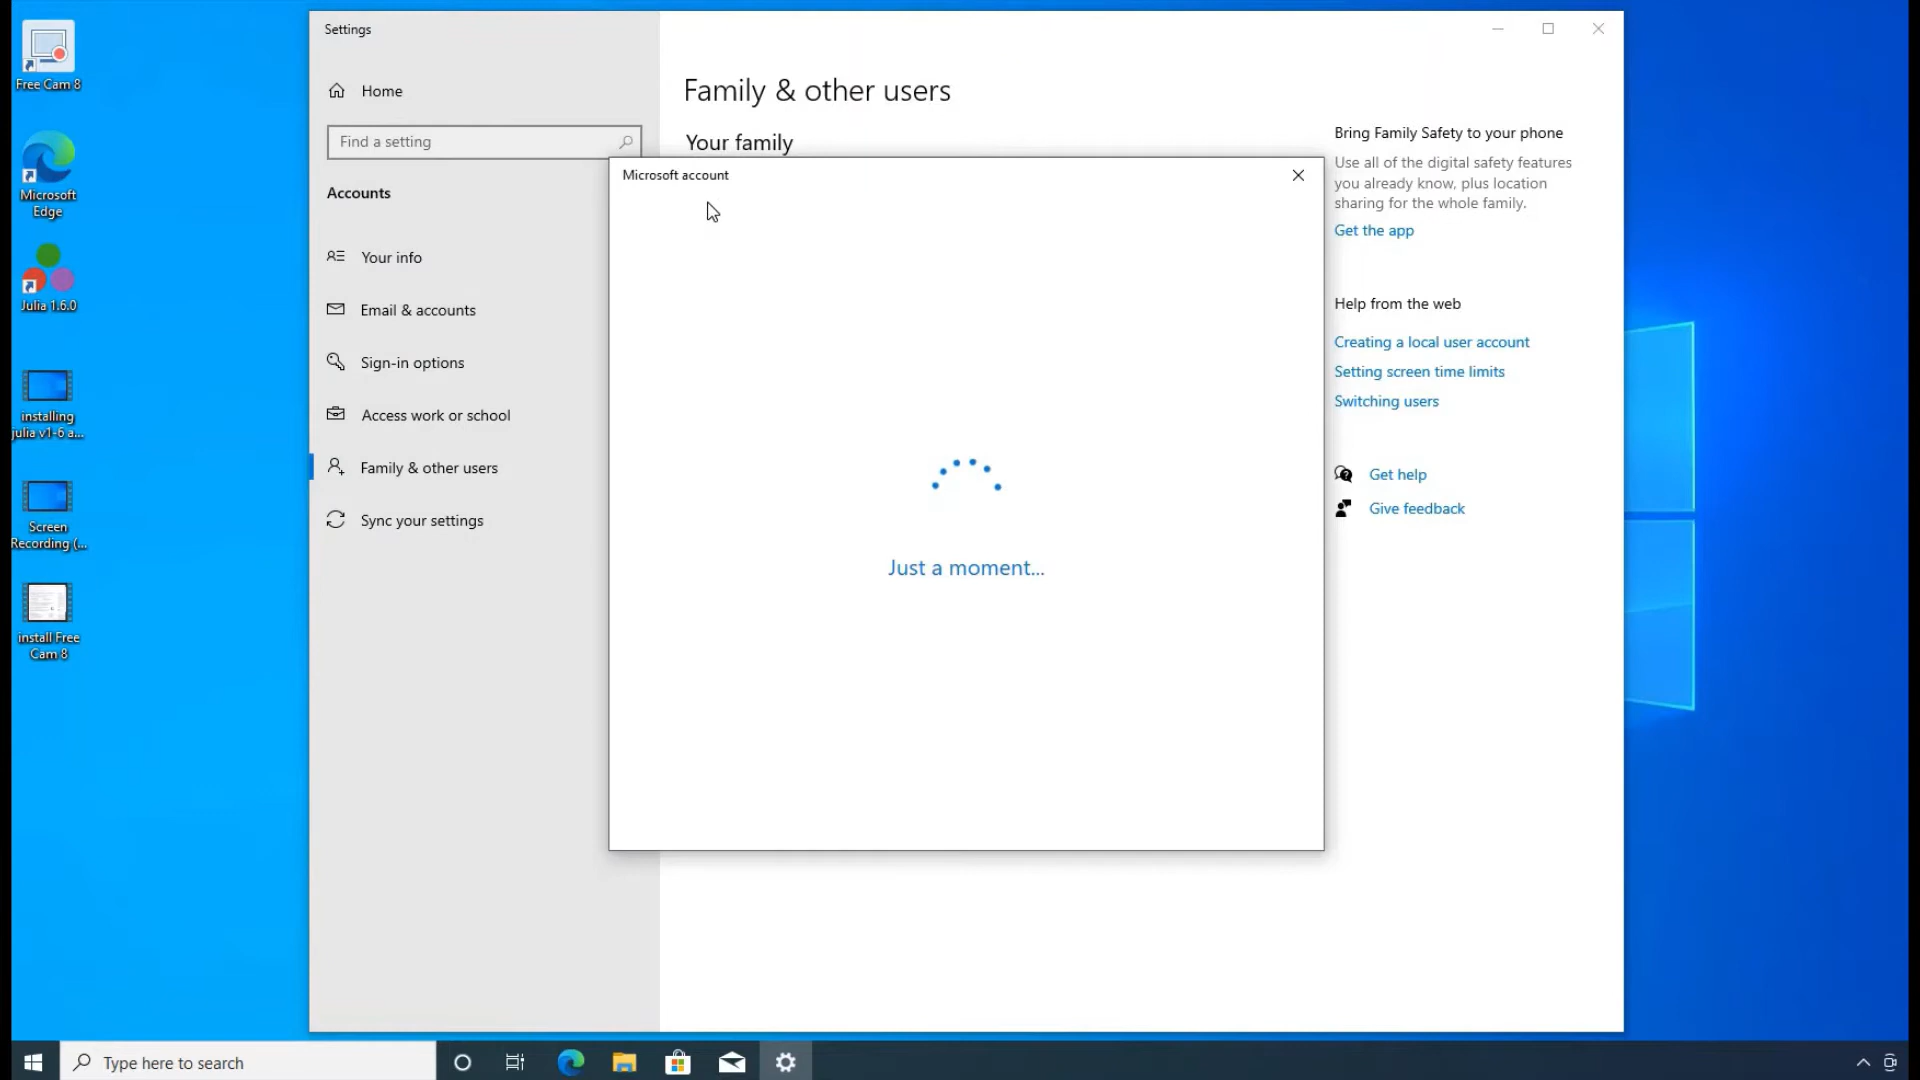 Free Cam 8
Microsoft
Edge
Julia 1.6.0
installing
julia v1-6 a...
Screen
Recording (...
install Free
Cam 8
Settings
Home
Find a setting
Accounts
Your info
Email & accounts
Sign-in options
Access work or school
Family & other users
Sync your settings
Family & other users
Your family
Microsoft account
Just a moment...
Bring Family Safety to your phone
Use all of the digital safety features
you already know, plus location
sharing for the whole family.
Get the app
Help from the web
Creating a local user account
Setting screen time limits
Switching users
Get help
Give feedback
Type here to search